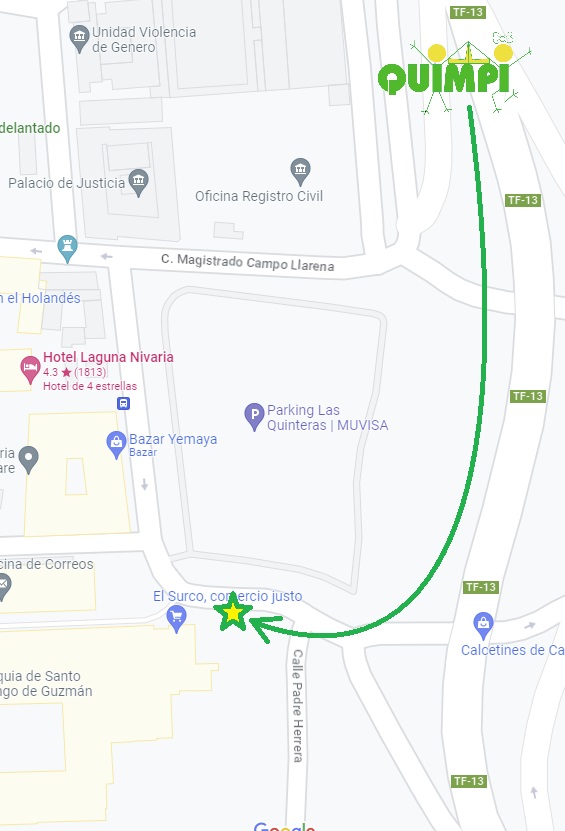 TF-13
Unidad Violencia
de Genero
QUIMPI
delantado
Palacio de Justicia
Oficina Registro Civil
TF-13
C. Magistrado Campo Llarena
n el Holandés
Hotel Laguna Nivaria
4.3 ★ (1813)
Hotel de 4 estrellas
TF-13
Parking Las
Quinteras | MUVISA
Bazar Yemaya
Bazar
ria
are
cina de Correos
TF-13
El Surco, comercio justo
Calcetines de Ca
Calle Padre Herrera
quia de Santo
ngo de Guzmán
TF-13
Google